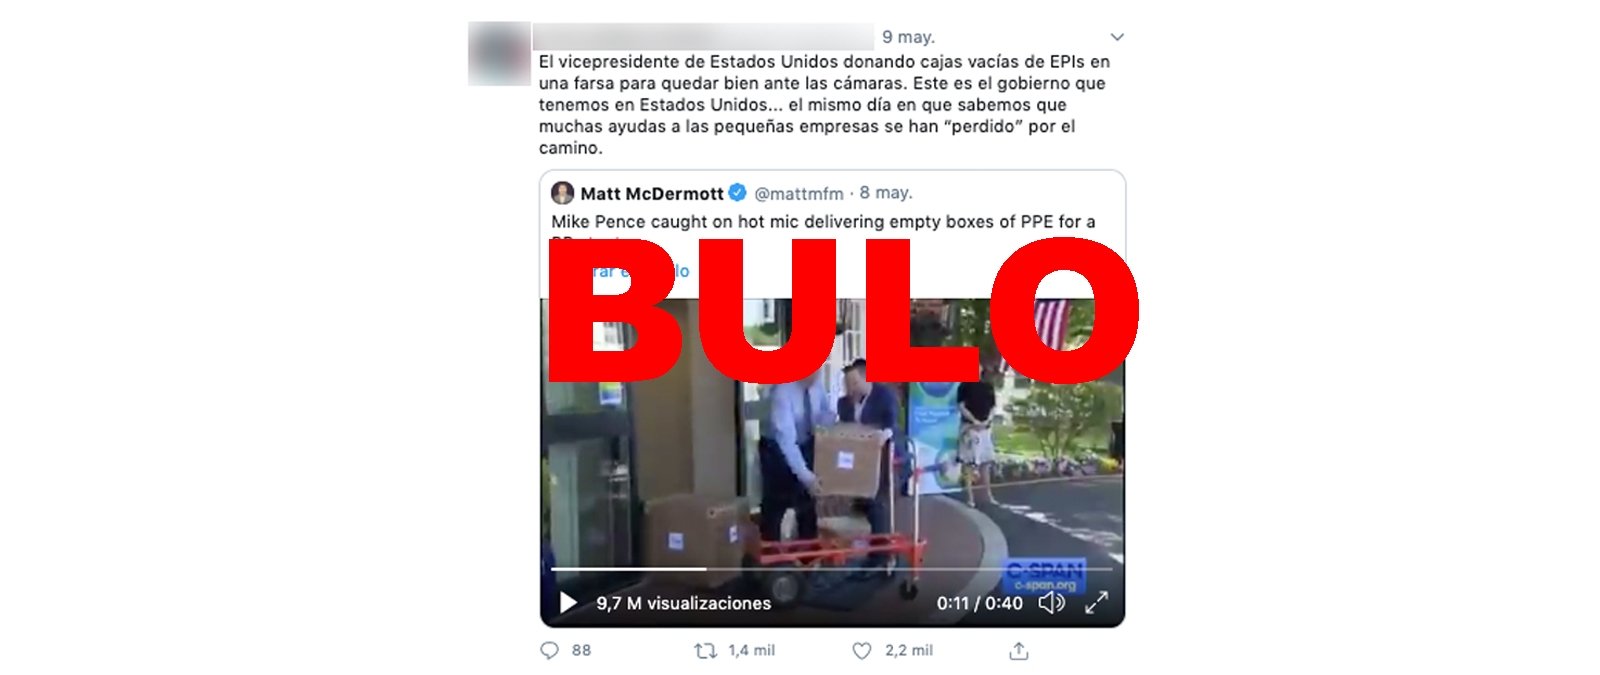 9 may.
El vicepresidente de Estados Unidos donando cajas vacías de EPIs en
una farsa para quedar bien ante las cámaras. Este es el gobierno que
tenemos en Estados Unidos... el mismo día en que sabemos que
muchas ayudas a las pequeñas empresas se han “perdido” por el
camino.
Matt McDermott @mattmfm · 8 may.
Mike Pence caught on hot mic delivering empty boxes of PPE for a
BULO
C-SPAN
c-span.org
9,7 M visualizaciones 0:11 / 0:40
88 1,4 mil 2,2 mil